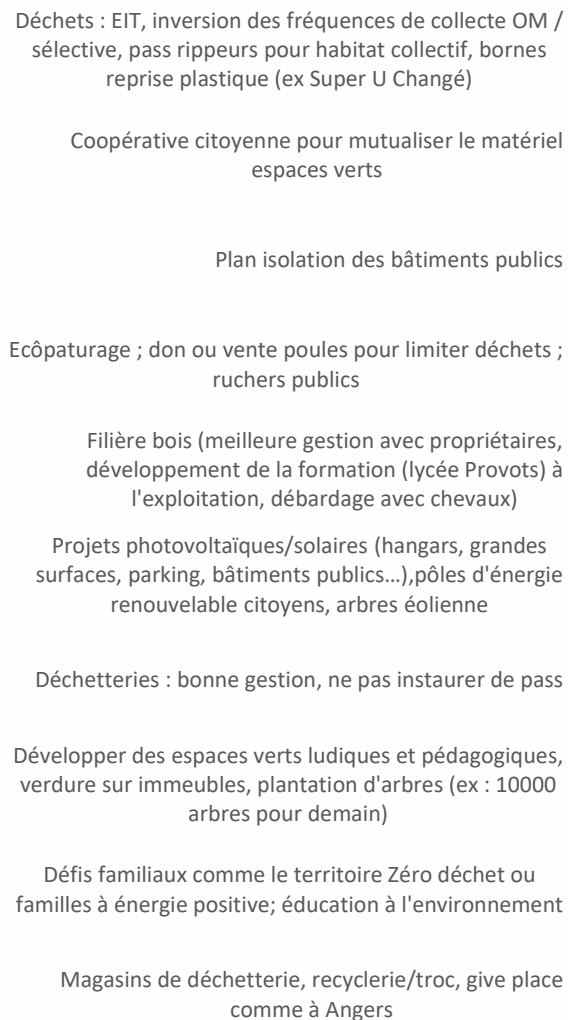 Déchets : EIT, inversion des fréquences de collecte OM /
sélective, pass rippeurs pour habitat collectif, bornes
reprise plastique (ex Super U Changé)
Coopérative citoyenne pour mutualiser le matériel
espaces verts
Plan isolation des bâtiments publics
Ecôpaturage ; don ou vente poules pour limiter déchets ;
ruchers publics
Filière bois (meilleure gestion avec propriétaires,
développement de la formation (lycée Provots) à
l'exploitation, débardage avec chevaux)
Projets photovoltaïques/solaires (hangars, grandes
surfaces, parking, bâtiments publics…),pôles d'énergie
renouvelable citoyens, arbres éolienne
Déchetteries : bonne gestion, ne pas instaurer de pass
Développer des espaces verts ludiques et pédagogiques,
verdure sur immeubles, plantation d'arbres (ex : 10000
arbres pour demain)
Défis familiaux comme le territoire Zéro déchet ou
familles à énergie positive; éducation à l'environnement
Magasins de déchetterie, recyclerie/troc, give place
comme à Angers